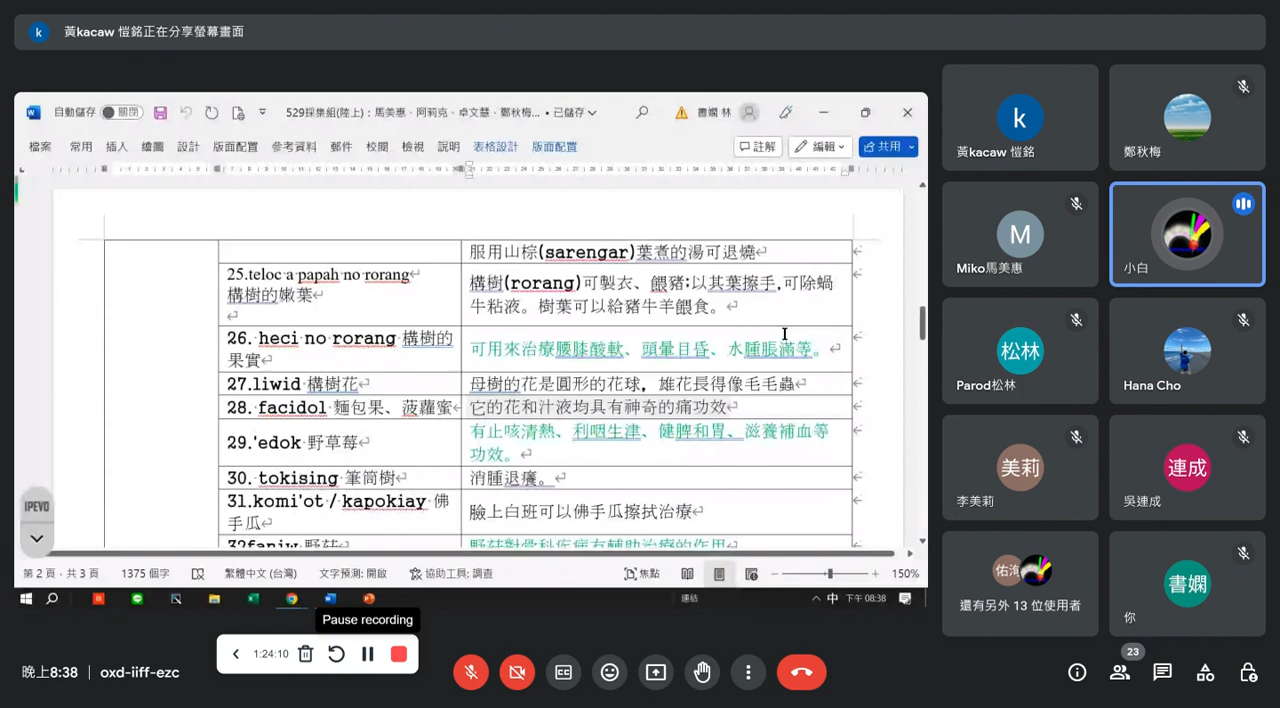 k 黃kacaw 愷銘正在分享螢幕畫面
自動儲存 關閉 529採集組(陸上)：馬美惠、阿莉克、卓文慧、鄭秋梅... • 已儲存 書嫺 林
檔案 常用 插入 繪圖 設計 版面配置 參考資料 郵件 校閱 檢視 說明 表格設計 版面配置 註解 編輯 共用
服用山棕(sarengar)葉煮的湯可退燒
25.teloc a papah no rorang
構樹的嫩葉
構樹(rorang)可製衣、餵豬:以其葉擦手,可除蝸
牛粘液。樹葉可以給豬牛羊餵食。
26. heci no rorang 構樹的
果實
可用來治療腰膝酸軟、頭暈目昏、水腫脹滿等。
27.liwid 構樹花
母樹的花是圓形的花球，雄花長得像毛毛蟲
28. facidol 麵包果、菠蘿蜜
它的花和汁液均具有神奇的痛功效
29.'edok 野草莓
有止咳清熱、利咽生津、健脾和胃、滋養補血等
功效。
30. tokising 筆筒樹
消腫退癀。
31.komi'ot / kapokiay 佛
手瓜
臉上白班可以佛手瓜擦拭治療
IPEVO
第 2 頁，共 3 頁 1375 個字 繁體中文 (台灣) 文字預測: 開啟 協助工具: 調查 焦點 150%
連結 中 下午 08:38
Pause recording
1:24:10
晚上8:38 | oxd-iiff-ezc
k
黃kacaw 愷銘
鄭秋梅
M
Miko馬美惠
小白
松林
Parod松林
Hana Cho
美莉
李美莉
連成
吳連成
佑洵
還有另外 13 位使用者
書嫺
你
23